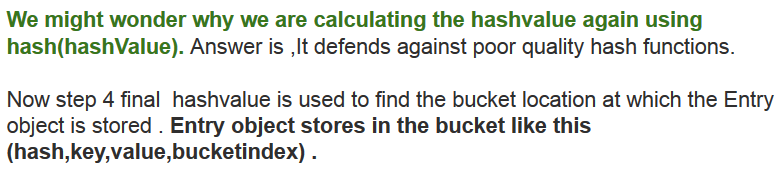 We might wonder why we are calculating the hashvalue again using
hash(hashValue). Answer is ,It defends against poor quality hash functions.
Now step 4 final  hashvalue is used to find the bucket location at which the Entry
object is stored . Entry object stores in the bucket like this
(hash,key,value,bucketindex) .